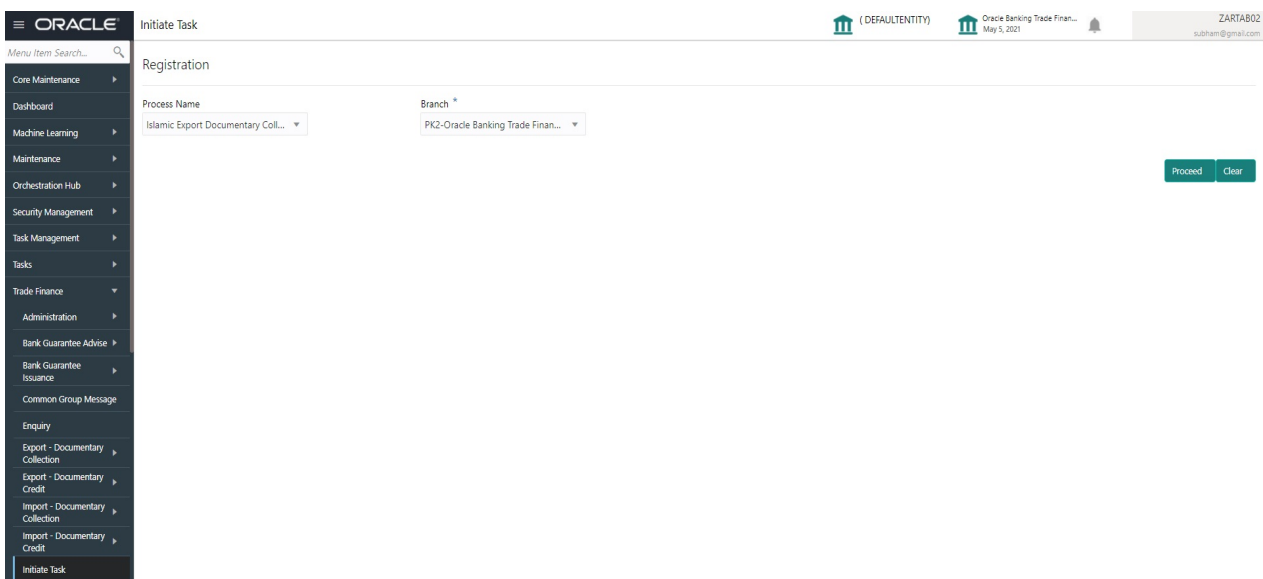 ORACLE
Initiate Task
( DEFAULTENTITY)
Oracle Banking Trade Finan...
May 5, 2021
ZARTAB02
subham@gmail.com
Menu Item Search...
Core Maintenance
Dashboard
Machine Learning
Maintenance
Orchestration Hub
Security Management
Task Management
Tasks
Trade Finance
Administration
Bank Guarantee Advise
Bank Guarantee
Issuance
Common Group Message
Enquiry
Export - Documentary
Collection
Export - Documentary
Credit
Import - Documentary
Collection
Import - Documentary
Credit
Initiate Task
Registration
Process Name
Branch *
Islamic Export Documentary Coll...
PK2-Oracle Banking Trade Finan...
Proceed
Clear